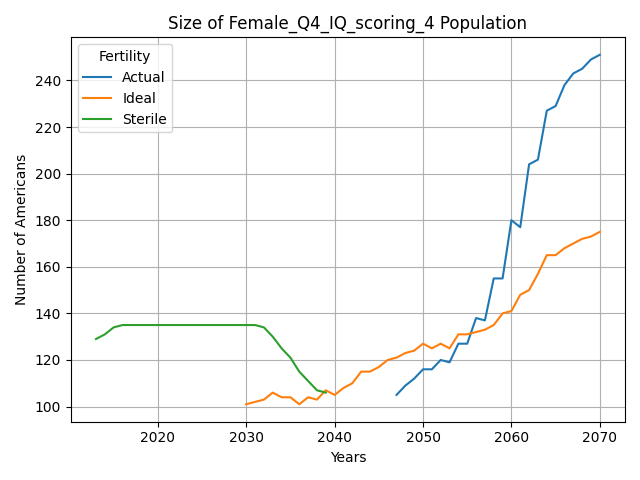 Size of Female_Q4_IQ_scoring_4 Population
Fertility
Actual
Ideal
Sterile
Number of Americans
240
220
200
180
160
140
120
100
2020 2030 2040 2050 2060 2070
Years